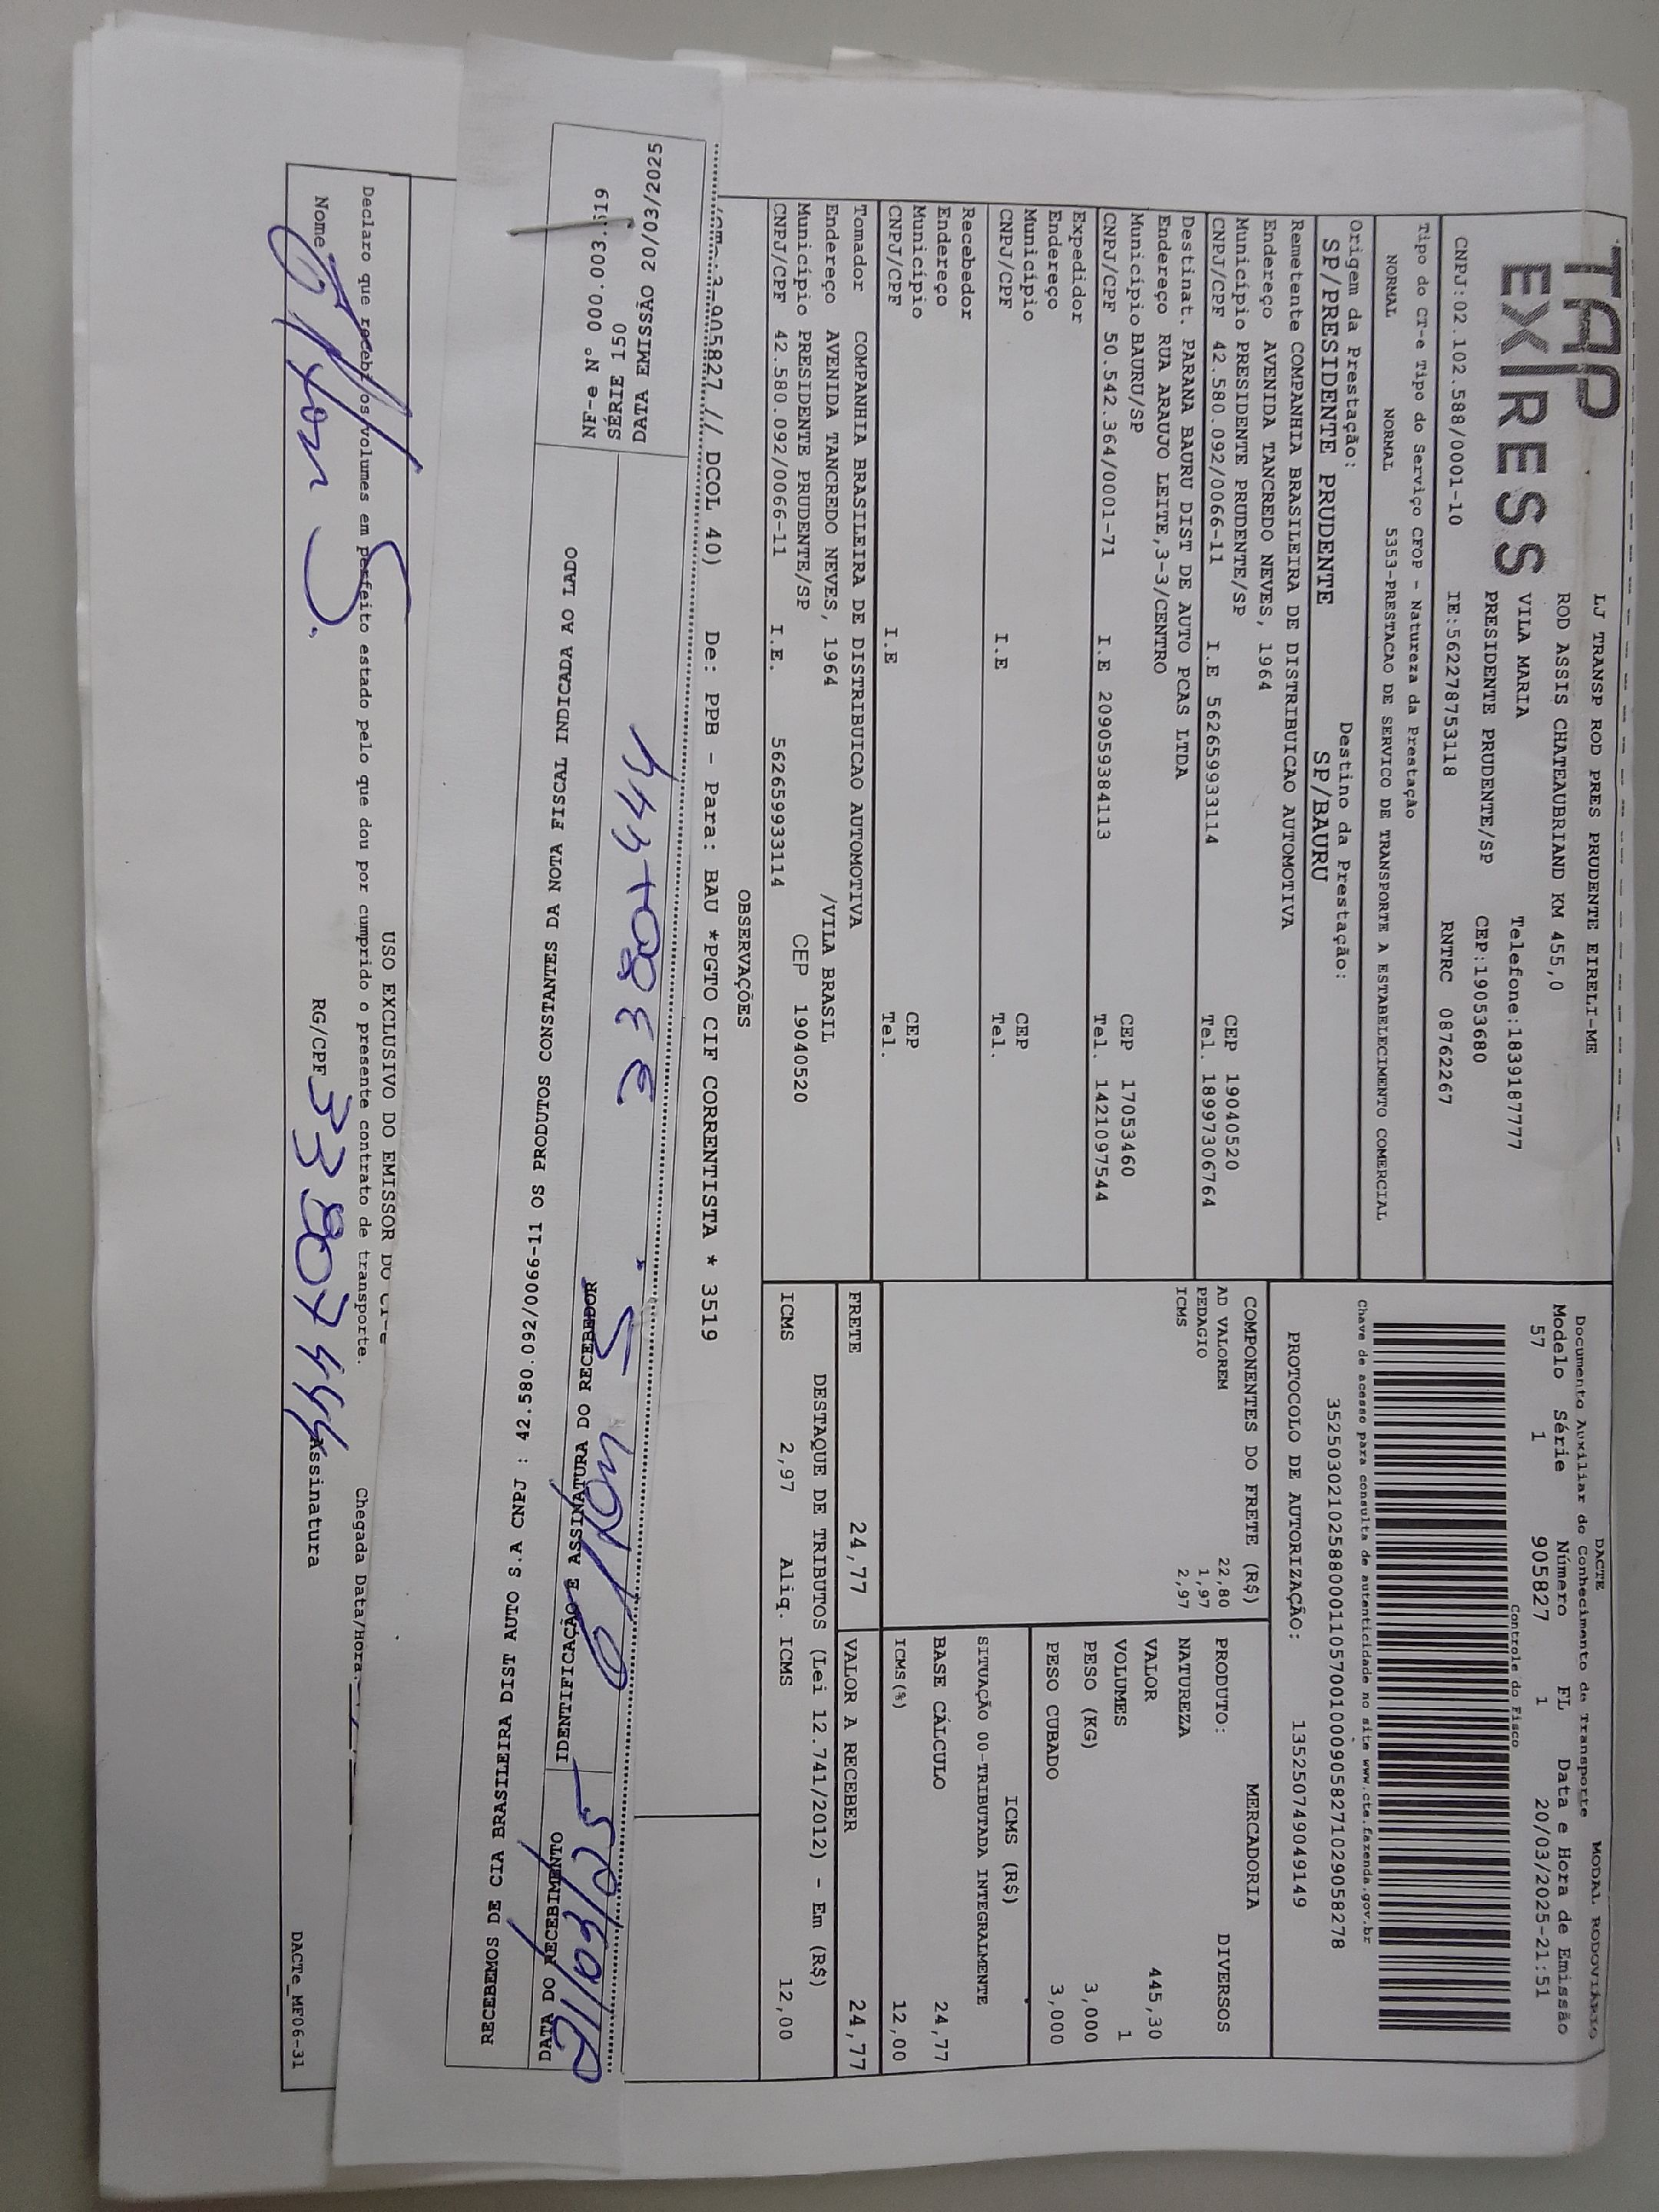 TAP
EXPRESS
LJ TRANSP ROD PRES PRUDENTE EIRELI-ME
ROD ASSIS CHATEAUBRIAND KM 455,0
VILA MARIA Telefone:1839187777
PRESIDENTE PRUDENTE/SP CEP:19053680
CNPJ:02.102.588/0001-10 IE:562278753118 RNTRC 08762267
DACTE MODAL RODOVIÁRIO
Documento Auxiliar do Conhecimento de Transporte
Modelo Série Número FL Data e Hora de Emissão
57 1 905827 1 20/03/2025-21:51
Controle do Fisco
Tipo do CT-e Tipo do Serviço CFOP - Natureza da Prestação
NORMAL NORMAL 5353-PRESTACAO DE SERVICO DE TRANSPORTE A ESTABELECIMENTO COMERCIAL
Chave de acesso para consulta de autenticidade no site www.cte.fazenda.gov.br
35250302102588000110570010009058271029058278
Origem da Prestação: Destino da Prestação:
SP/PRESIDENTE PRUDENTE SP/BAURU
PROTOCOLO DE AUTORIZAÇÃO: 135250749049149
Remetente COMPANHIA BRASILEIRA DE DISTRIBUICAO AUTOMOTIVA
Endereço AVENIDA TANCREDO NEVES, 1964
Município PRESIDENTE PRUDENTE/SP CEP 19040520
CNPJ/CPF 42.580.092/0066-11 I.E 562659933114 Tel. 18997306764
Destinat. PARANA BAURU DIST DE AUTO PCAS LTDA
Endereço RUA ARAUJO LEITE,3-3/CENTRO
Município BAURU/SP CEP 17053460
CNPJ/CPF 50.542.364/0001-71 I.E 209059384113 Tel. 1421097544
Expedidor
Endereço
Município CEP
CNPJ/CPF I.E Tel.
Recebedor
Endereço
Município CEP
CNPJ/CPF I.E Tel.
Tomador COMPANHIA BRASILEIRA DE DISTRIBUICAO AUTOMOTIVA
Endereço AVENIDA TANCREDO NEVES, 1964 /VILA BRASIL
Município PRESIDENTE PRUDENTE/SP CEP 19040520
CNPJ/CPF 42.580.092/0066-11 I.E. 562659933114
COMPONENTES DO FRETE (R$)
AD VALOREM 22,80
PEDAGIO 1,97
ICMS 2,97
MERCADORIA
PRODUTO: DIVERSOS
NATUREZA
VALOR 445,30
VOLUMES 1
PESO (KG) 3,000
PESO CUBADO 3,000
ICMS (R$)
SITUAÇÃO 00-TRIBUTADA INTEGRALMENTE
BASE CÁLCULO 24,77
ICMS(%) 12,00
FRETE 24,77 VALOR A RECEBER 24,77
DESTAQUE DE TRIBUTOS (Lei 12.741/2012) - Em (R$)
ICMS 2,97 Aliq. ICMS 12,00
OBSERVAÇÕES
905827 // DCOL 40) De: PPB - Para: BAU *PGTO CIF CORRENTISTA * 3519
NF-e Nº 000.003.519
SÉRIE 150
DATA EMISSÃO 20/03/2025
21/03/25
DATA DO RECEBIMENTO
IDENTIFICAÇÃO E ASSINATURA DO RECEBEDOR
RECEBEMOS DE CIA BRASILEIRA DIST AUTO S.A CNPJ : 42.580.092/0066-11 OS PRODUTOS CONSTANTES DA NOTA FISCAL INDICADA AO LADO
USO EXCLUSIVO DO EMISSOR DO CT-e
Declaro que recebi os volumes em perfeito estado pelo que dou por cumprido o presente contrato de transporte. Chegada Data/Hora.
Nome RG/CPF 33807444 Assinatura
DACTe_MF06-31